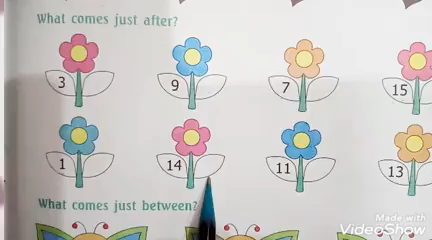 What comes just after?
3 9 7 15
1 14 11 13
What comes just between?
Made With
VideoShow